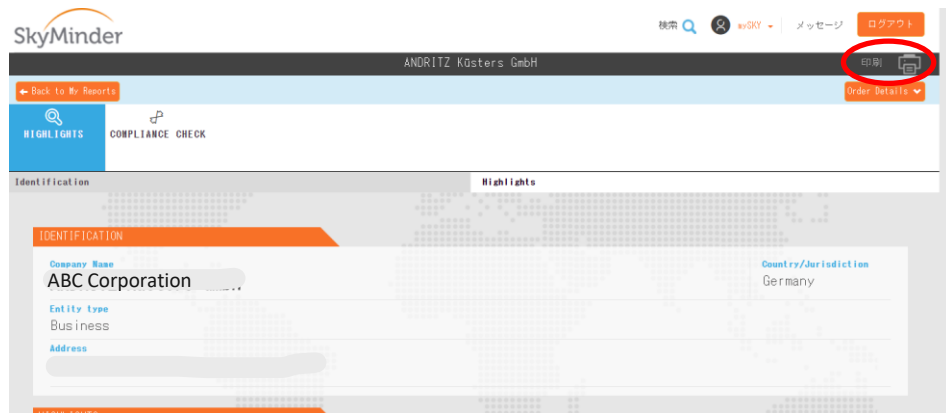 SkyMinder
検索 mySKY メッセージ ログアウト
ANDRITZ Küsters GmbH 印刷
Back to My Reports Order Details
HIGHLIGHTS COMPLIANCE CHECK
Identification Highlights
IDENTIFICATION
Company Name Country/Jurisdiction
ABC Corporation Germany
Entity type
Business
Address
HIGHLIGHTS